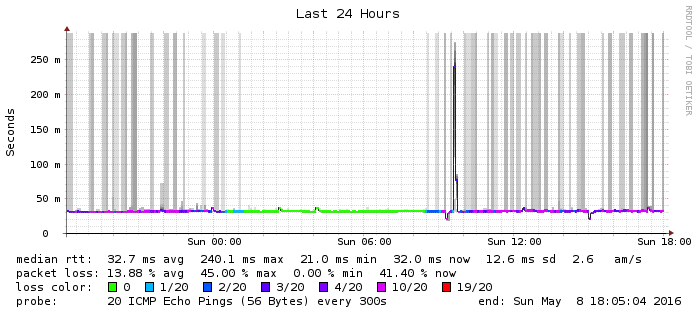 Last 24 Hours
RRDTOOL / TOBI OETIKER
Seconds
250 m
200 m
150 m
100 m
50 m
0
Sun 00:00 Sun 06:00 Sun 12:00 Sun 18:00
median rtt: 32.7 ms avg 240.1 ms max 21.0 ms min 32.0 ms now 12.6 ms sd 2.6 am/s
packet loss: 13.88 % avg 45.00 % max 0.00 % min 41.40 % now
loss color: 0 1/20 2/20 3/20 4/20 10/20 19/20
probe: 20 ICMP Echo Pings (56 Bytes) every 300s end: Sun May 8 18:05:04 2016